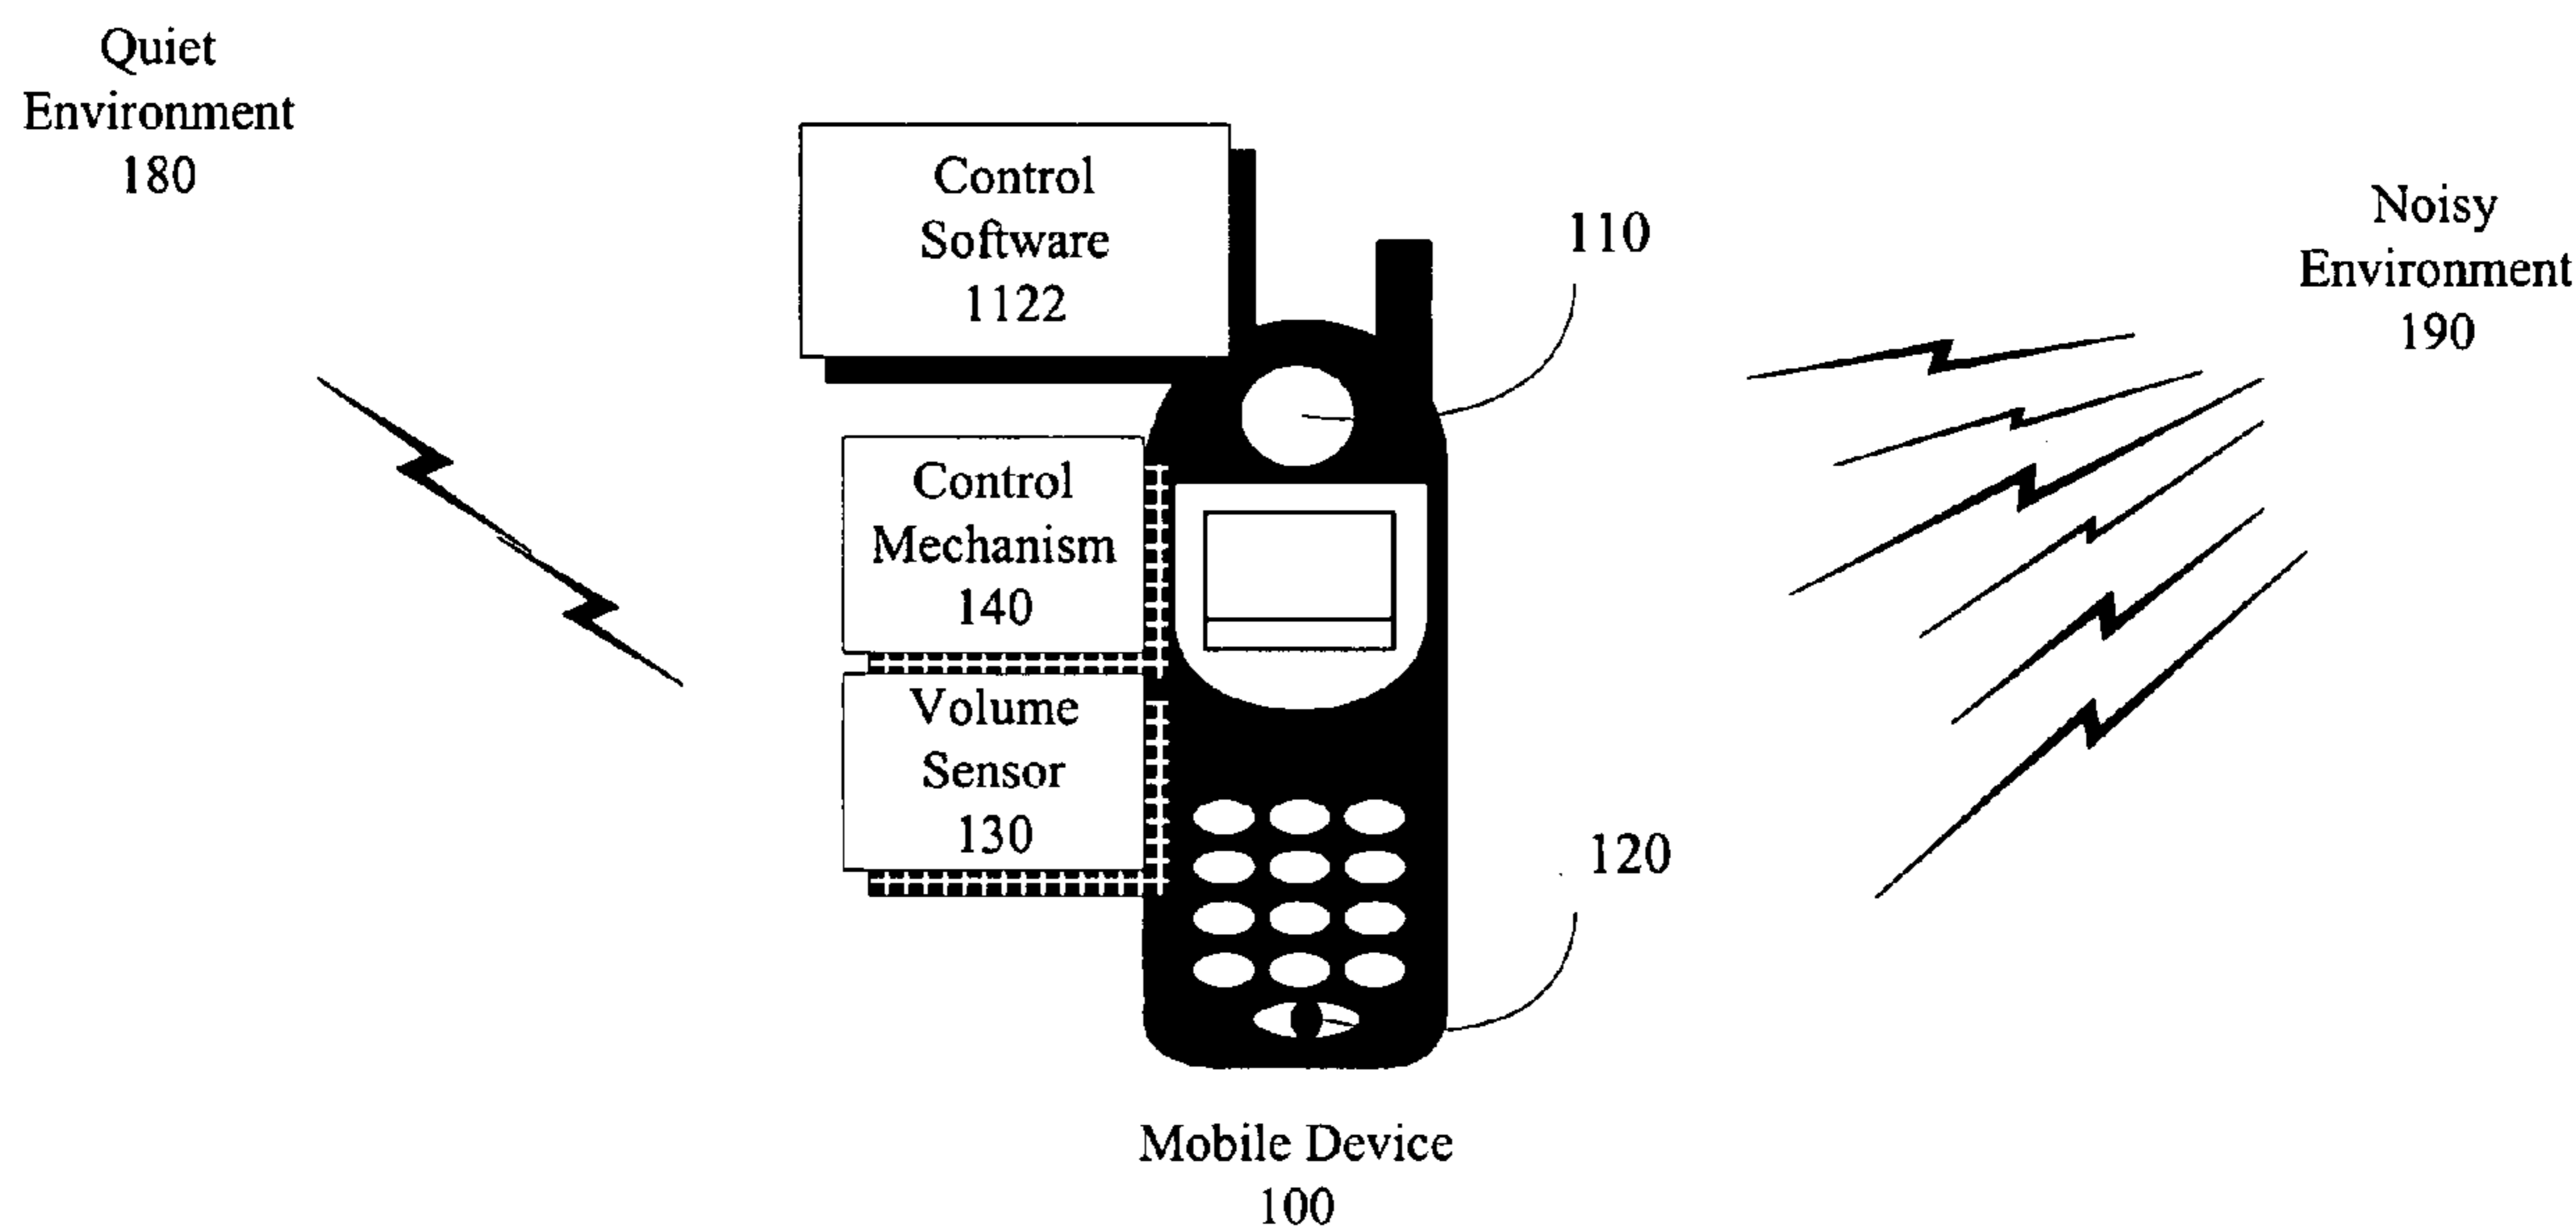 Quiet
Environment
180
Control
Software
1122
110
Noisy
Environment
190
Control
Mechanism
140
Volume
Sensor
130
120
Mobile Device
100